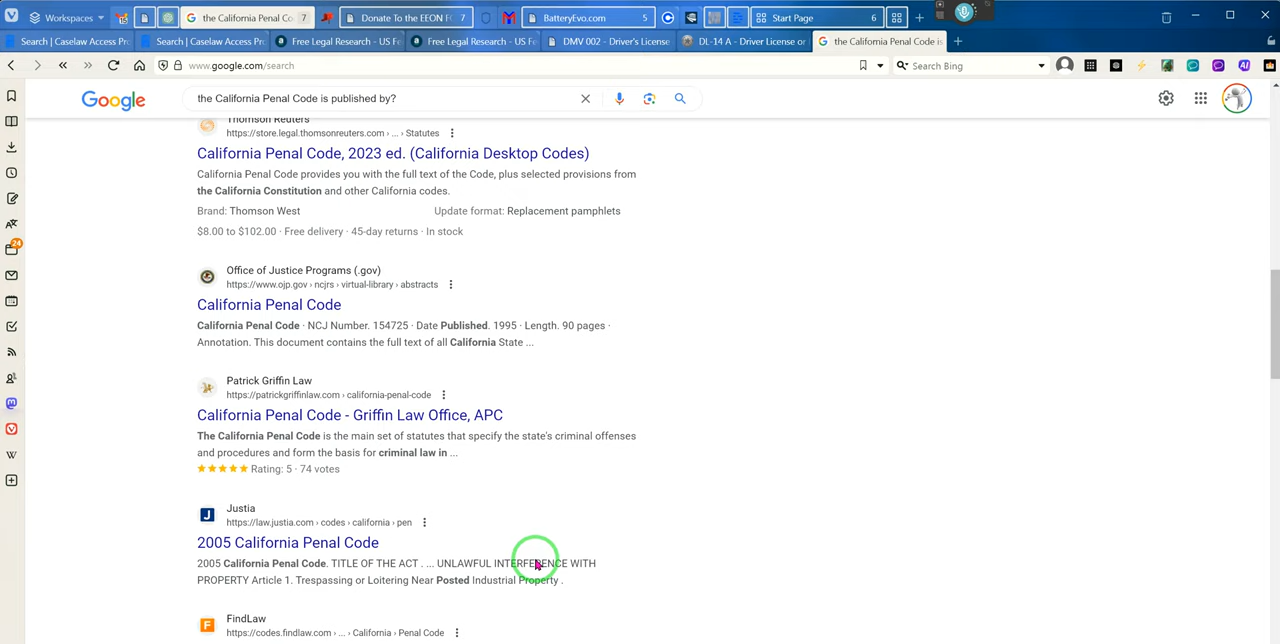 Workspaces
the California Penal Co
7
Donate To the EEON F
7
BatteryEvo.com
5
Start Page
6
Search | Caselaw Access Pr
Search | Caselaw Access Pro
Free Legal Research - US Fe
Free Legal Research - US Fe
DMV 002 - Driver's License
DL-14 A - Driver License or
the California Penal Code is
www.google.com/search
Search Bing
AI
Google
the California Penal Code is published by?
24
Thomson Reuters
https://store.legal.thomsonreuters.com › ... › Statutes
California Penal Code, 2023 ed. (California Desktop Codes)
California Penal Code provides you with the full text of the Code, plus selected provisions from
the California Constitution and other California codes.
Brand: Thomson West Update format: Replacement pamphlets
$8.00 to $102.00 · Free delivery · 45-day returns · In stock
Office of Justice Programs (.gov)
https://www.ojp.gov › ncjrs › virtual-library › abstracts
California Penal Code
California Penal Code · NCJ Number. 154725 · Date Published. 1995 · Length. 90 pages ·
Annotation. This document contains the full text of all California State ...
Patrick Griffin Law
https://patrickgriffinlaw.com › california-penal-code
California Penal Code - Griffin Law Office, APC
The California Penal Code is the main set of statutes that specify the state's criminal offenses
and procedures and form the basis for criminal law in ...
Rating: 5 · 74 votes
J
Justia
https://law.justia.com › codes › california › pen
2005 California Penal Code
2005 California Penal Code. TITLE OF THE ACT . ... UNLAWFUL INTERFERENCE WITH
PROPERTY Article 1. Trespassing or Loitering Near Posted Industrial Property .
F
FindLaw
https://codes.findlaw.com › ... › California › Penal Code